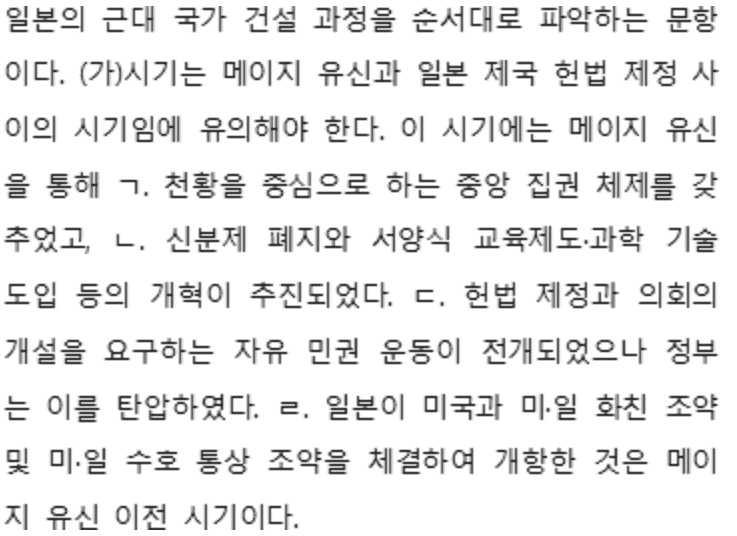 일본의 근대 국가 건설 과정을 순서대로 파악하는 문항
이다. (가)시기는 메이지 유신과 일본 제국 헌법 제정 사
이의 시기임에 유의해야 한다. 이 시기에는 메이지 유신
을 통해 ㄱ. 천황을 중심으로 하는 중앙 집권 체제를 갖
추었고, ㄴ. 신분제 폐지와 서양식 교육제도·과학 기술
도입 등의 개혁이 추진되었다. ㄷ. 헌법 제정과 의회의
개설을 요구하는 자유 민권 운동이 전개되었으나 정부
는 이를 탄압하였다. ㄹ. 일본이 미국과 미·일 화친 조약
및 미·일 수호 통상 조약을 체결하여 개항한 것은 메이
지 유신 이전 시기이다.